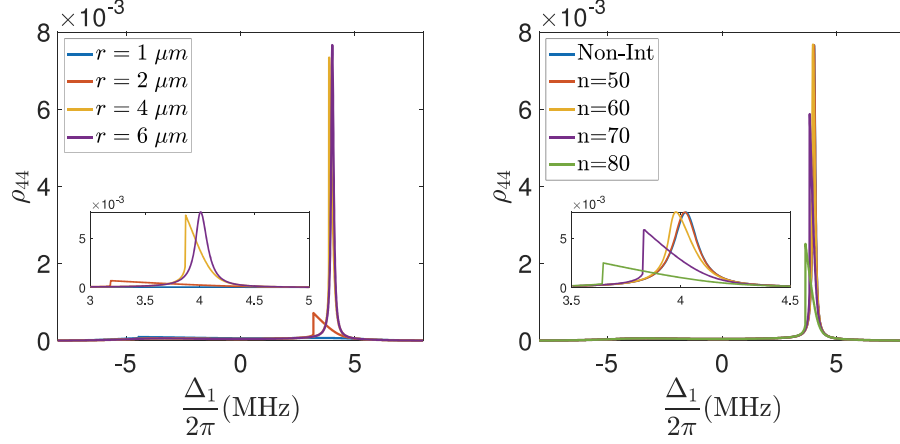 ×10⁻³
8
6
4
2
0
ρ₄₄
r = 1 μm
r = 2 μm
r = 4 μm
r = 6 μm
×10⁻³
5
0
3 3.5 4 4.5 5
-5 0 5
Δ₁/2π (MHz)
×10⁻³
8
6
4
2
0
ρ₄₄
Non-Int
n=50
n=60
n=70
n=80
×10⁻³
5
0
3.5 4 4.5
-5 0 5
Δ₁/2π (MHz)